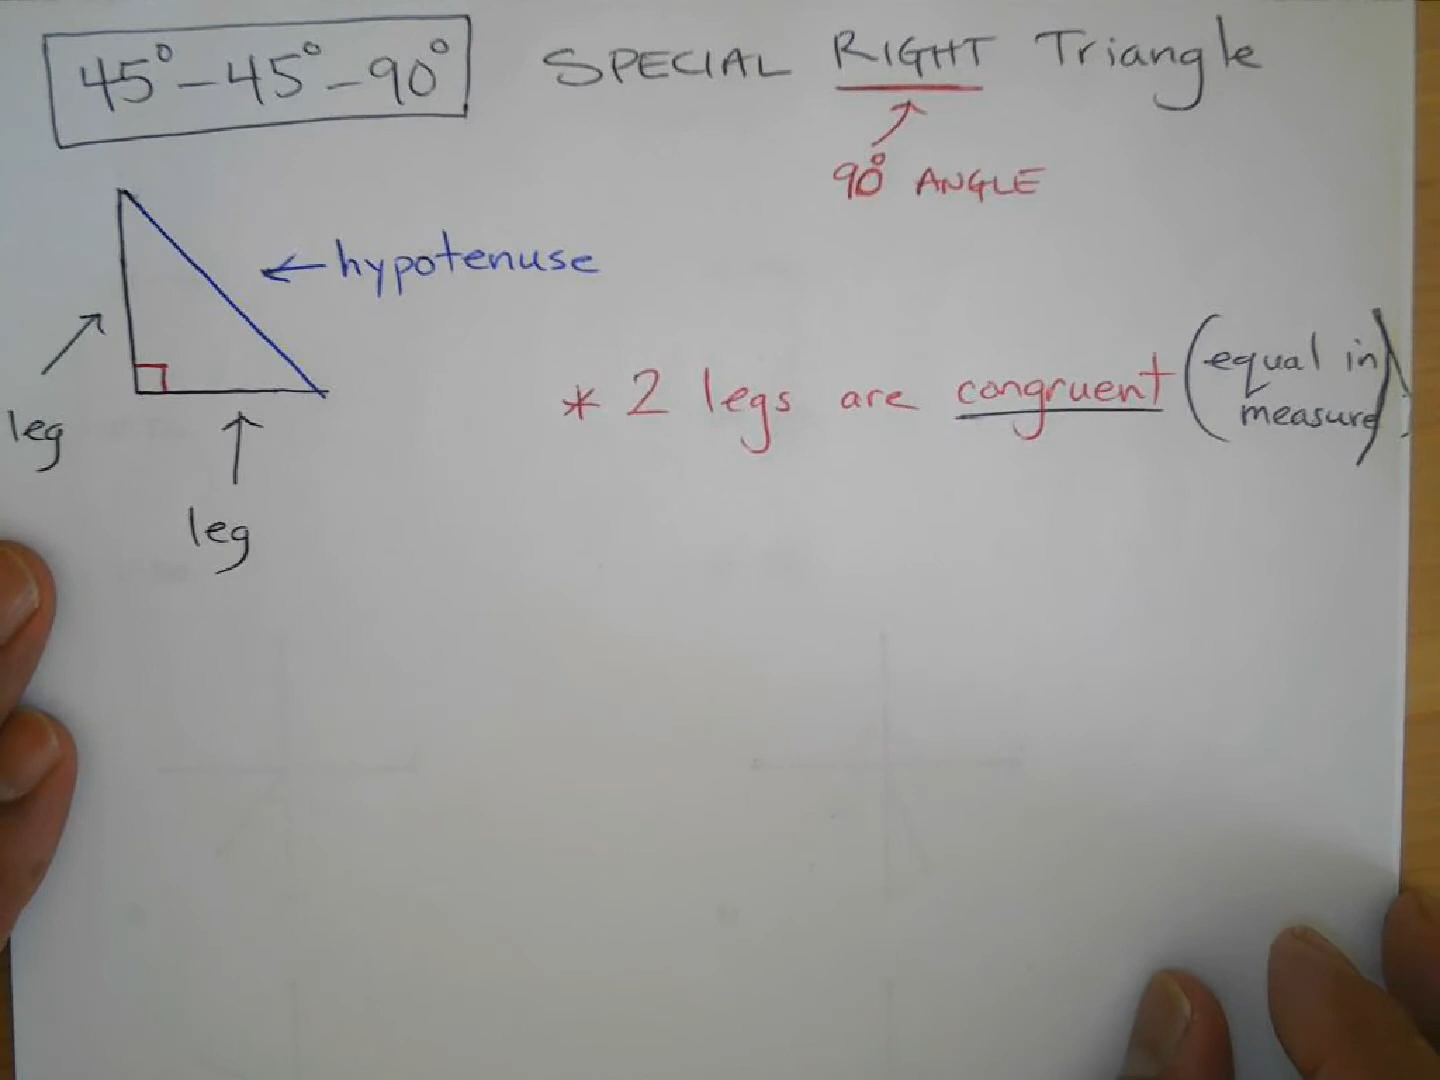 45°-45°-90° SPECIAL RIGHT Triangle
90° ANGLE
←hypotenuse
* 2 legs are congruent (equal in
measure)
leg
leg